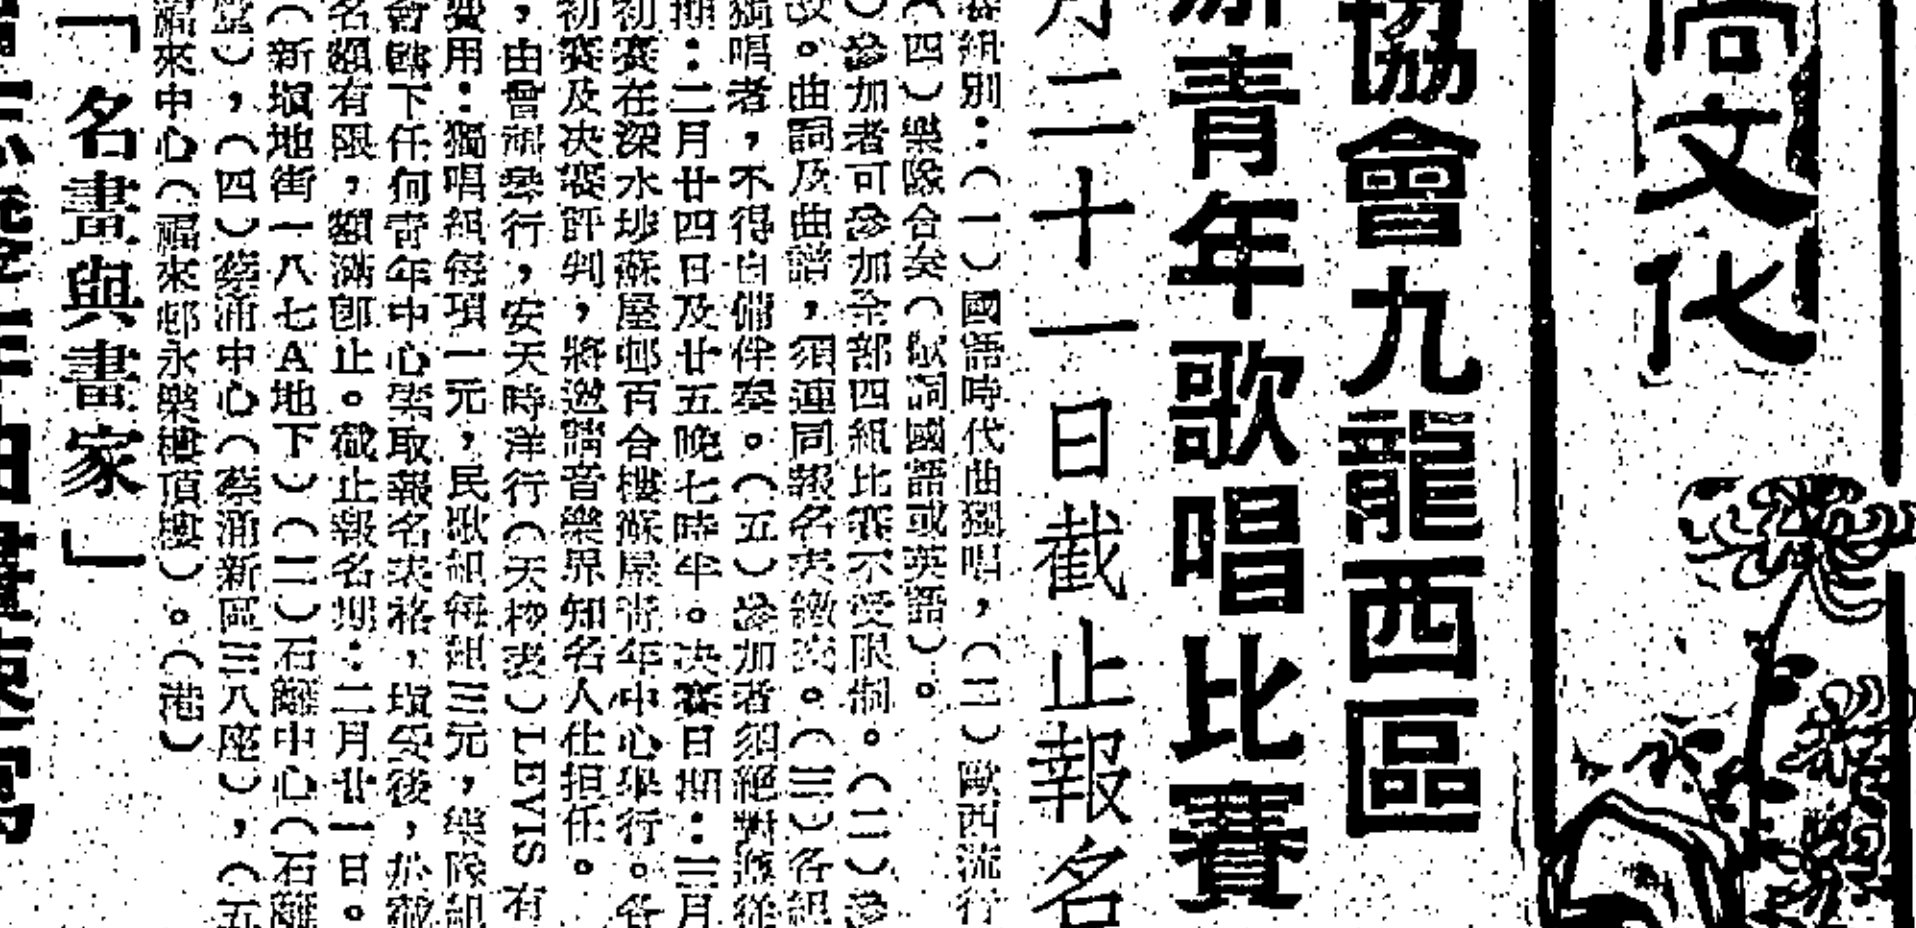 尚文化
協會九龍西區
青年歌唱比賽
月二十一日截止報名
組別：（一）國語時代曲獨唱，（二）歐西流行
（四）樂隊合奏（歌詞國語或英語）。
）參加者可參加全部四組比賽不受限制。（二）參
。曲詞及曲譜，須連同報名表繳交。（三）各組
獨唱者，不得自備伴奏。（五）參加者須絕對服從
期：二月廿四日及廿五晚七時半。決賽日期：三月
初賽在深水埗蘇屋邨百合樓蘇屋青年中心舉行。各
初賽及决賽評判，將邀請音樂界知名人仕担任。
，由會視舉行，安天時洋行（天梭表）LEVIS有
費用：獨唱組每項一元，民歌組每組三元，樂隊組
會轄下任何青年中心索取報名表格，填妥後，於截
名額有限，額滿即止。截止報名期：二月廿一日。
（新填地街一八七A地下）（二）石籬中心（石籬
），（四）葵涌中心（葵涌新區三八座），（五
福來中心（福來邨永樂樓頂樓）。（港）
「名畫與畫家」